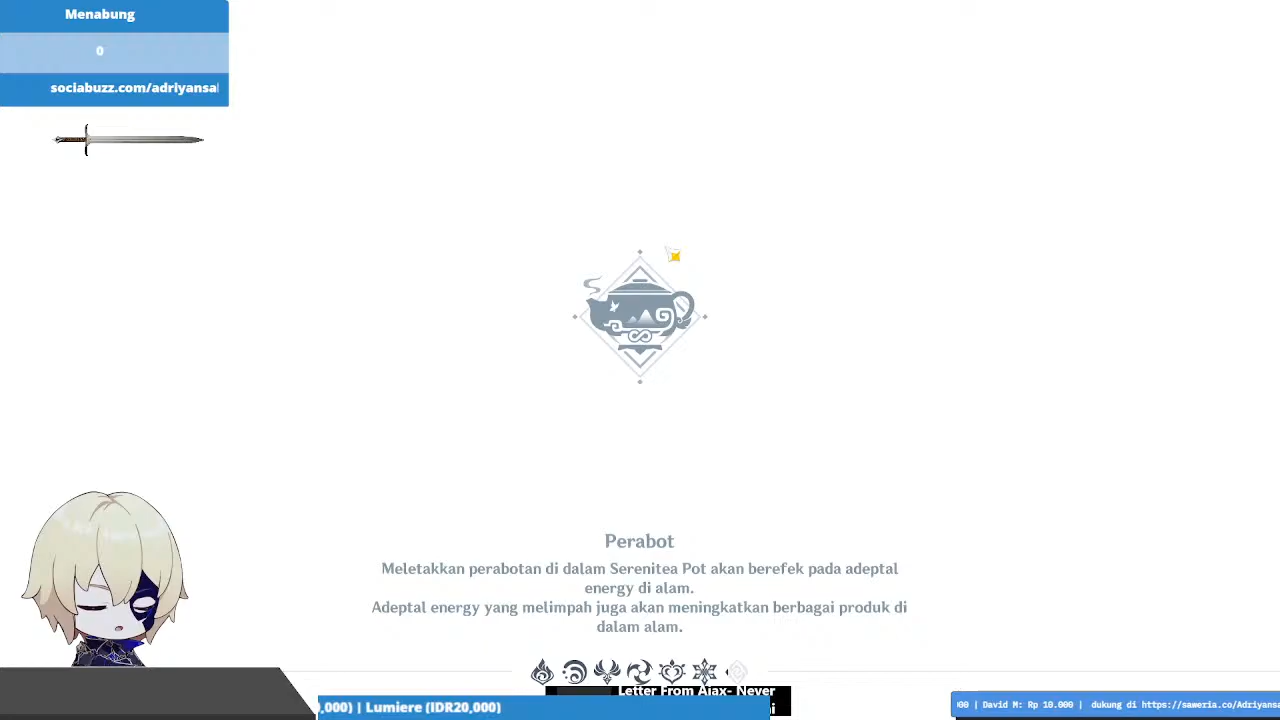 Menabung
0
sociabuzz.com/adriyansa
Perabot
Meletakkan perabotan di dalam Serenitea Pot akan berefek pada adeptal
energy di alam.
Adeptal energy yang melimpah juga akan meningkatkan berbagai produk di
dalam alam.
Letter From Ajax- Never
,000) | Lumiere (IDR20,000)
00 | David M: Rp 10.000 | dukung di https://saweria.co/Adriyansa